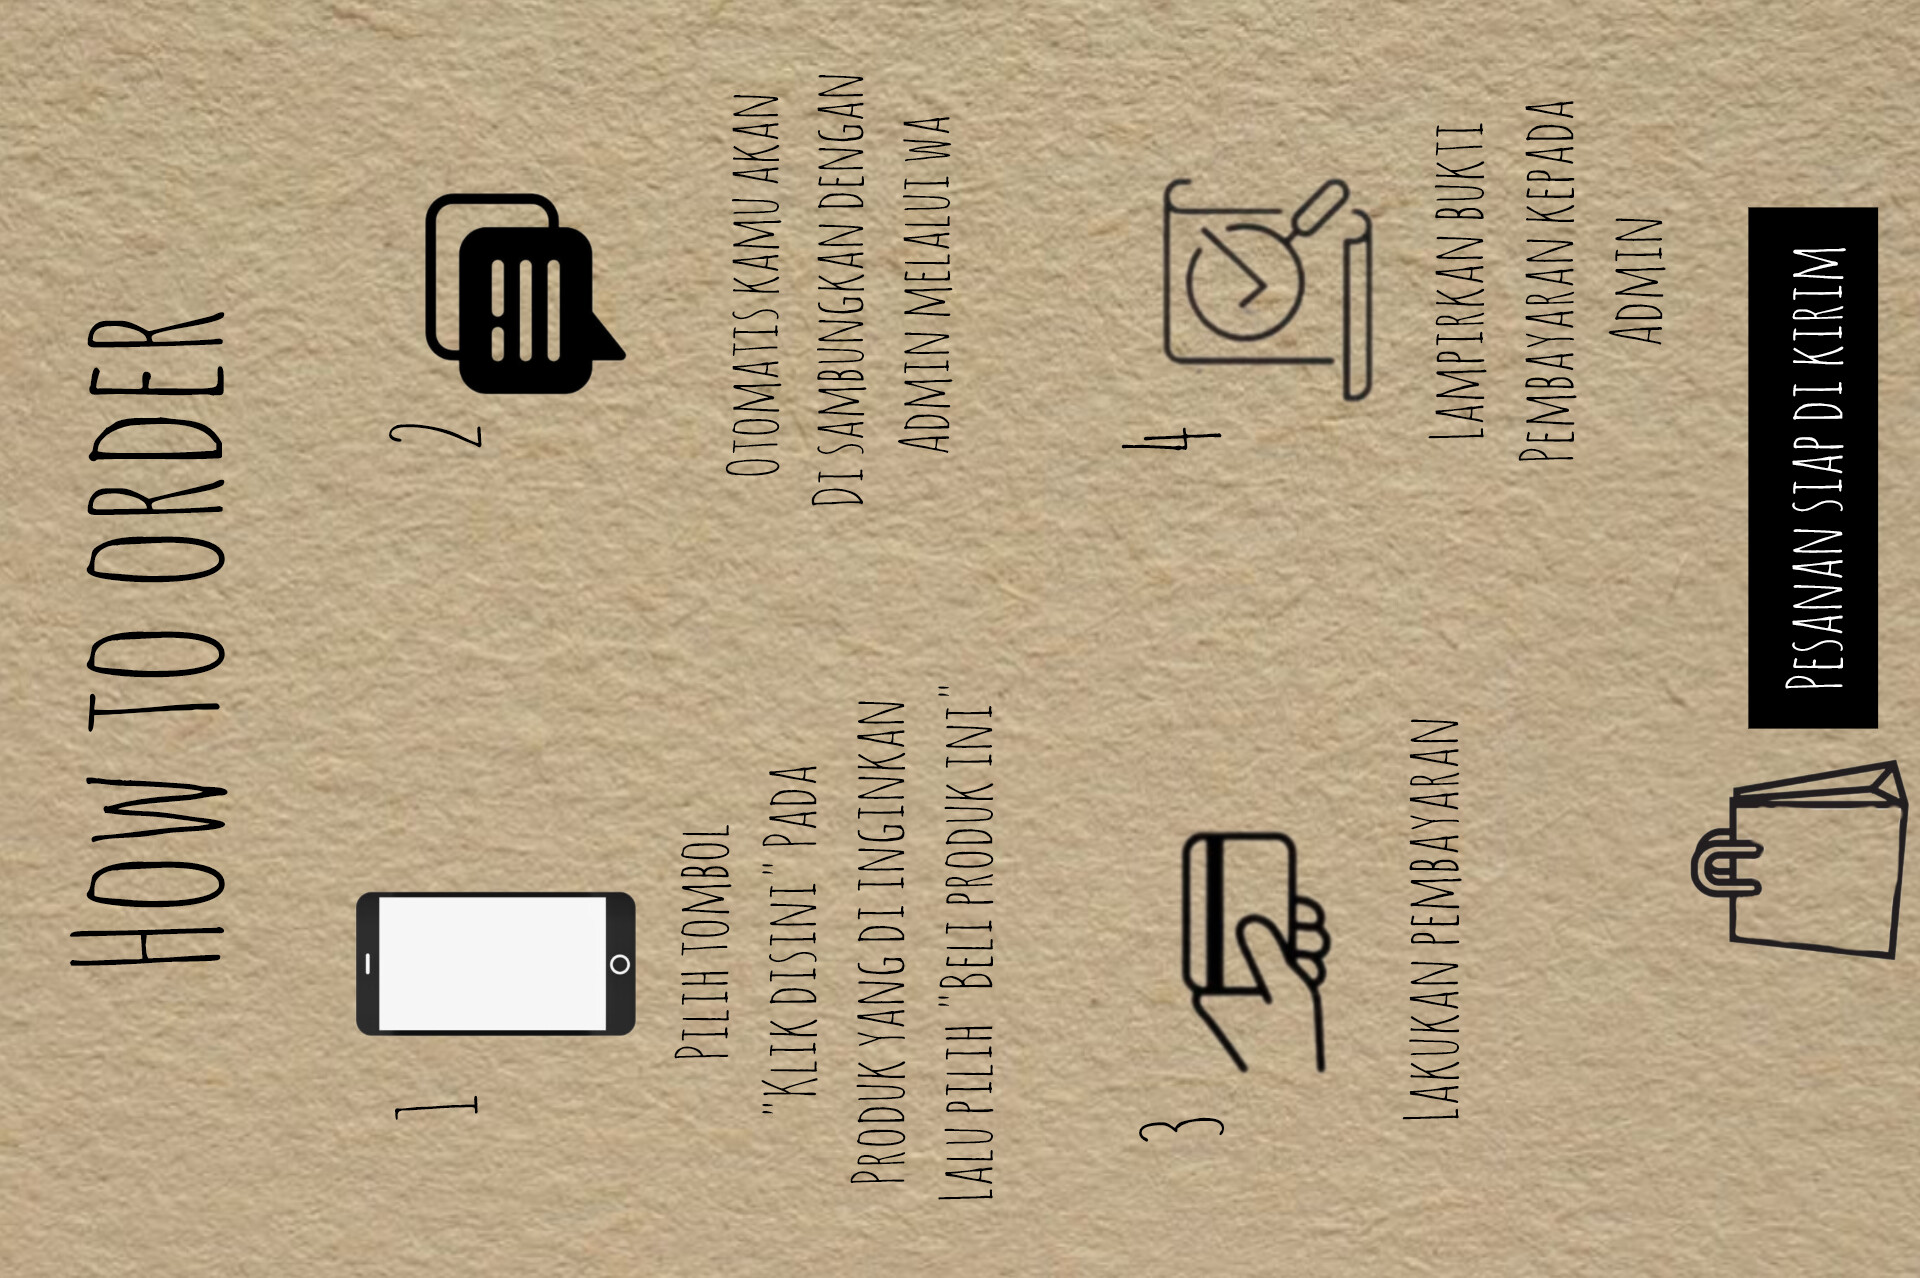 How to order
1
Pilih tombol
"Klik disini" Pada
Produk yang di inginkan
Lalu pilih "Beli produk ini"
2
Otomatis kamu akan
Di sambungkan dengan
Admin melalui wa
3
Lakukan pembayaran
4
Lampirkan bukti
Pembayaran kepada
Admin
Pesanan siap di kirim